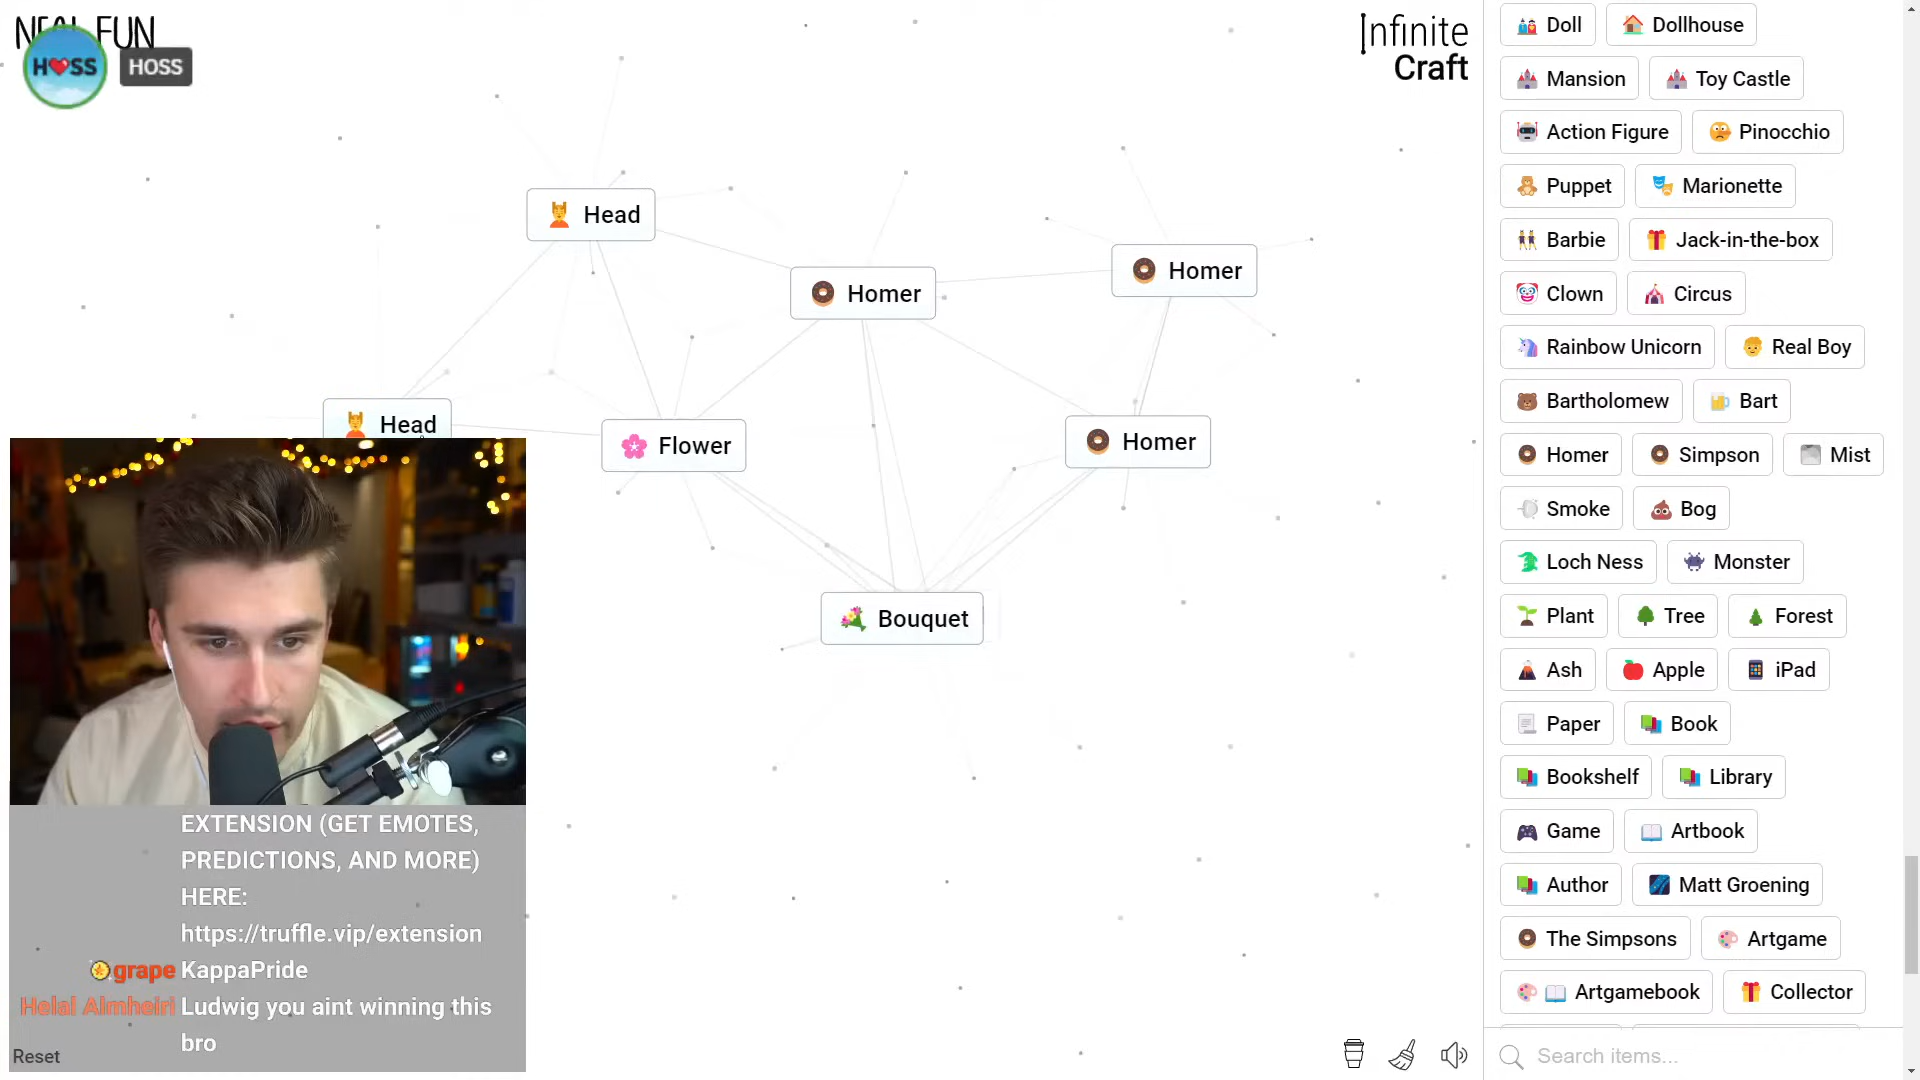 NEAL.FUN
H❤SS
HOSS
Infinite
Craft
Head
Homer
Homer
Head
Flower
Homer
Bouquet
EXTENSION (GET EMOTES,
PREDICTIONS, AND MORE)
HERE:
https://truffle.vip/extension
grape KappaPride
Helal Almheiri Ludwig you aint winning this
bro
Reset
Doll Dollhouse
Mansion Toy Castle
Action Figure Pinocchio
Puppet Marionette
Barbie Jack-in-the-box
Clown Circus
Rainbow Unicorn Real Boy
Bartholomew Bart
Homer Simpson Mist
Smoke Bog
Loch Ness Monster
Plant Tree Forest
Ash Apple iPad
Paper Book
Bookshelf Library
Game Artbook
Author Matt Groening
The Simpsons Artgame
Artgamebook Collector
Search items...